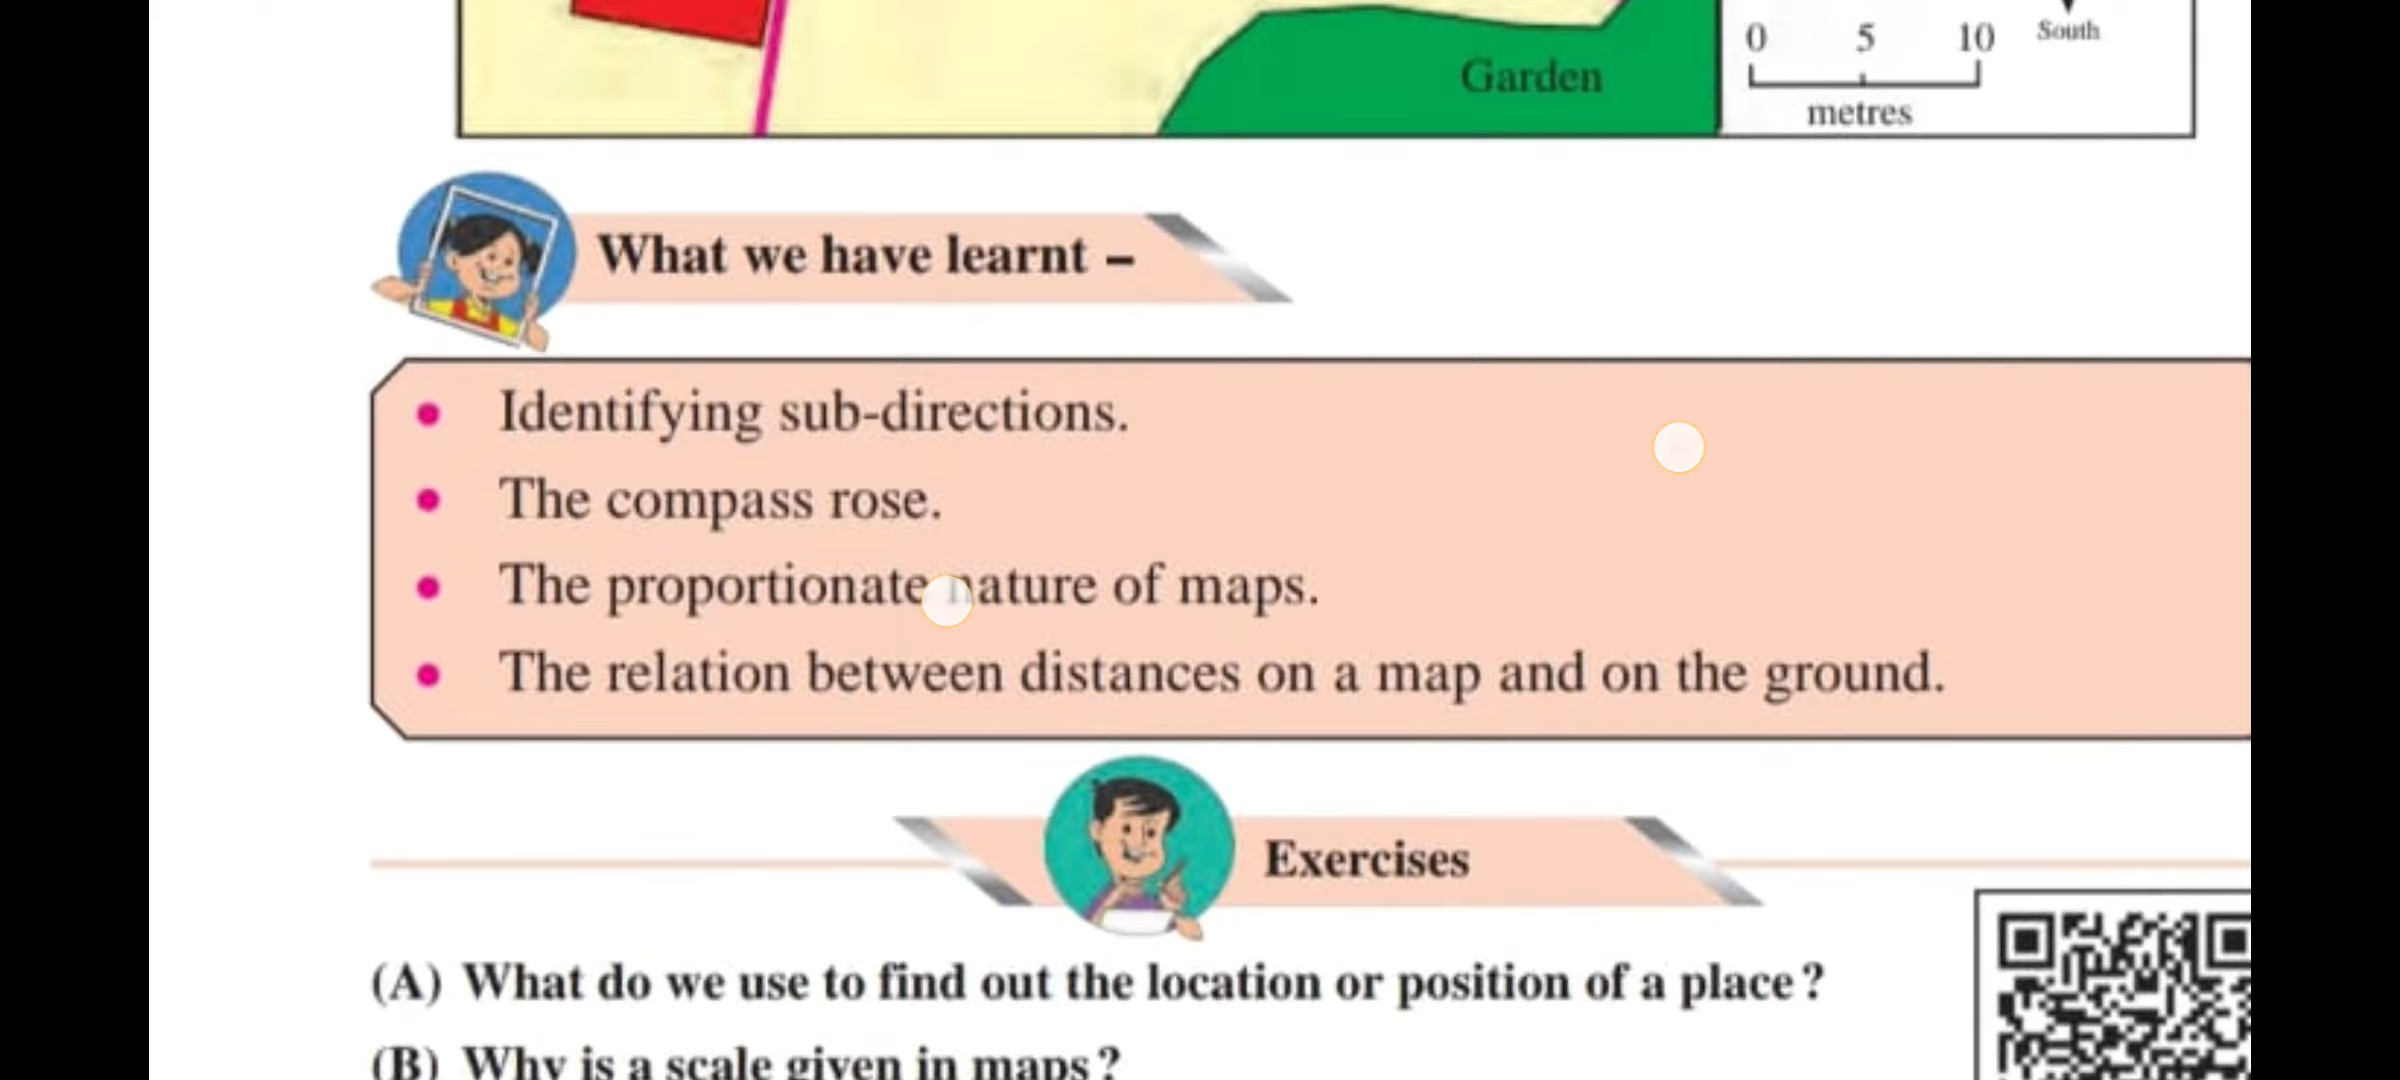 0 5 10 South
Garden
metres
What we have learnt –
• Identifying sub-directions.
• The compass rose.
• The proportionate nature of maps.
• The relation between distances on a map and on the ground.
Exercises
(A) What do we use to find out the location or position of a place?
(B) Why is a scale given in maps?